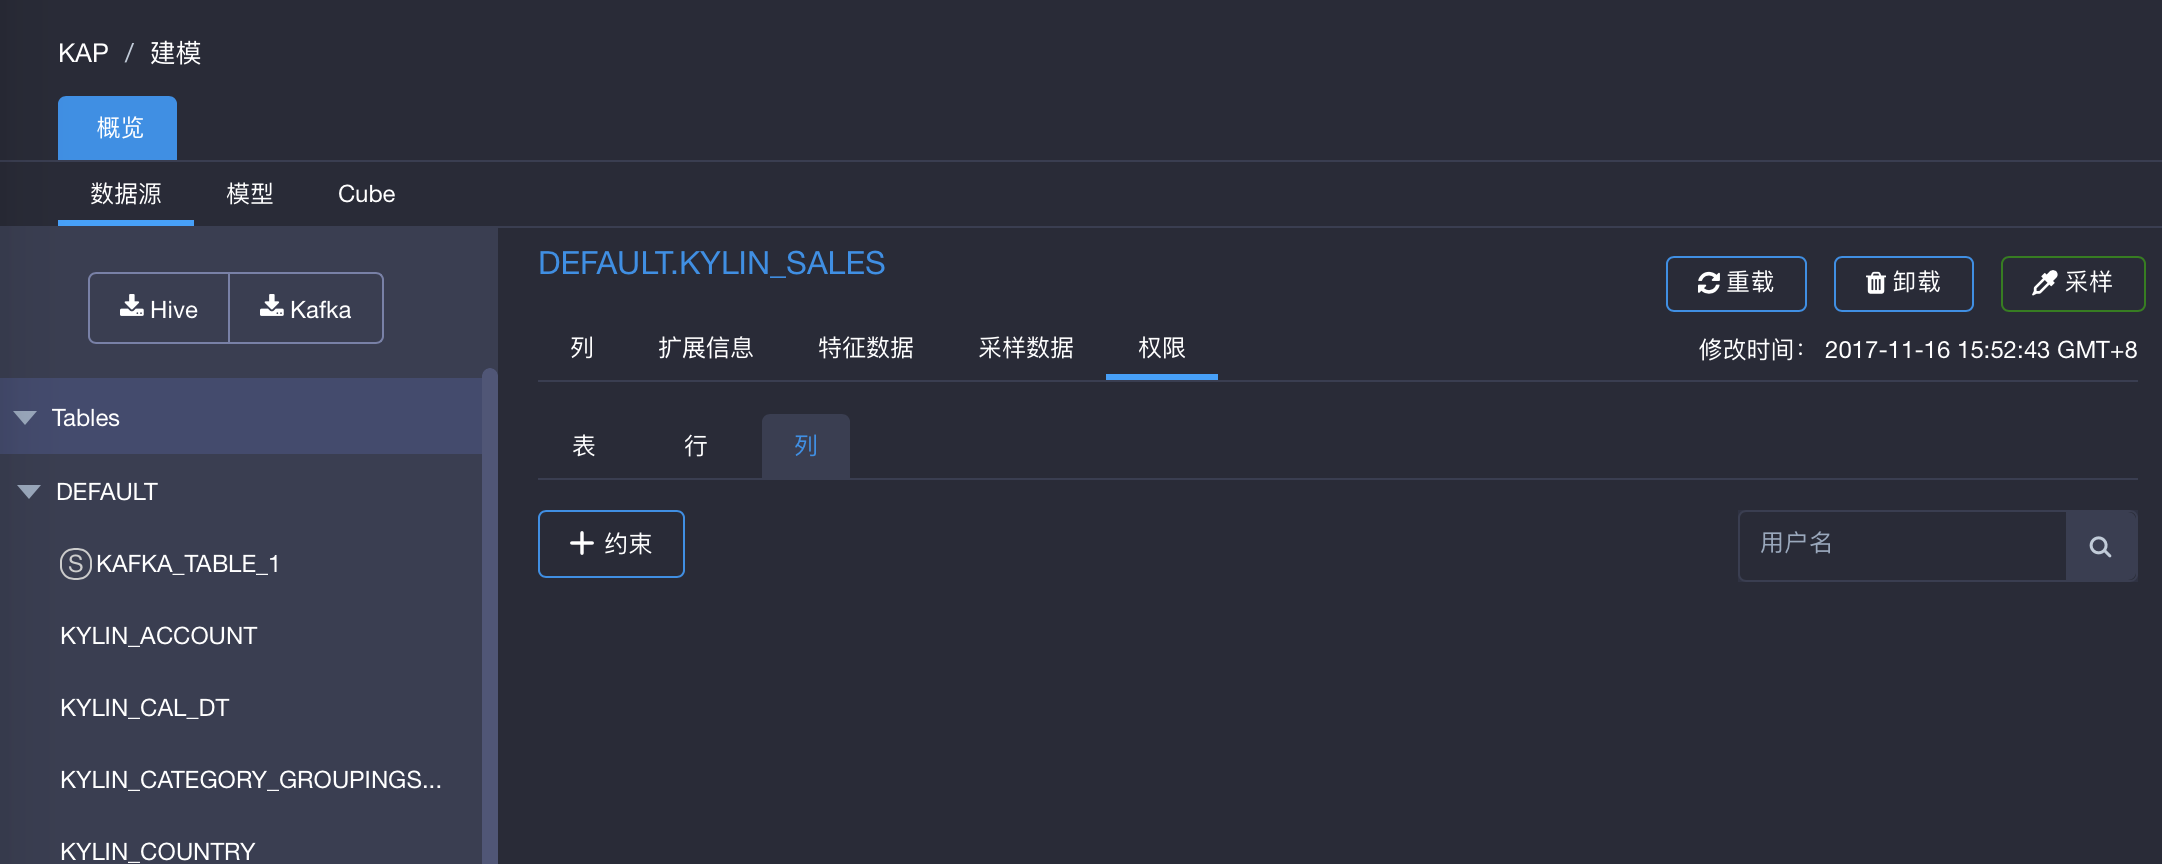 KAP / 建模
概览
数据源 模型 Cube
Hive Kafka
Tables
DEFAULT
S KAFKA_TABLE_1
KYLIN_ACCOUNT
KYLIN_CAL_DT
KYLIN_CATEGORY_GROUPINGS...
KYLIN_COUNTRY
DEFAULT.KYLIN_SALES
重载 卸载 采样
列 扩展信息 特征数据 采样数据 权限
修改时间： 2017-11-16 15:52:43 GMT+8
表 行 列
约束
用户名